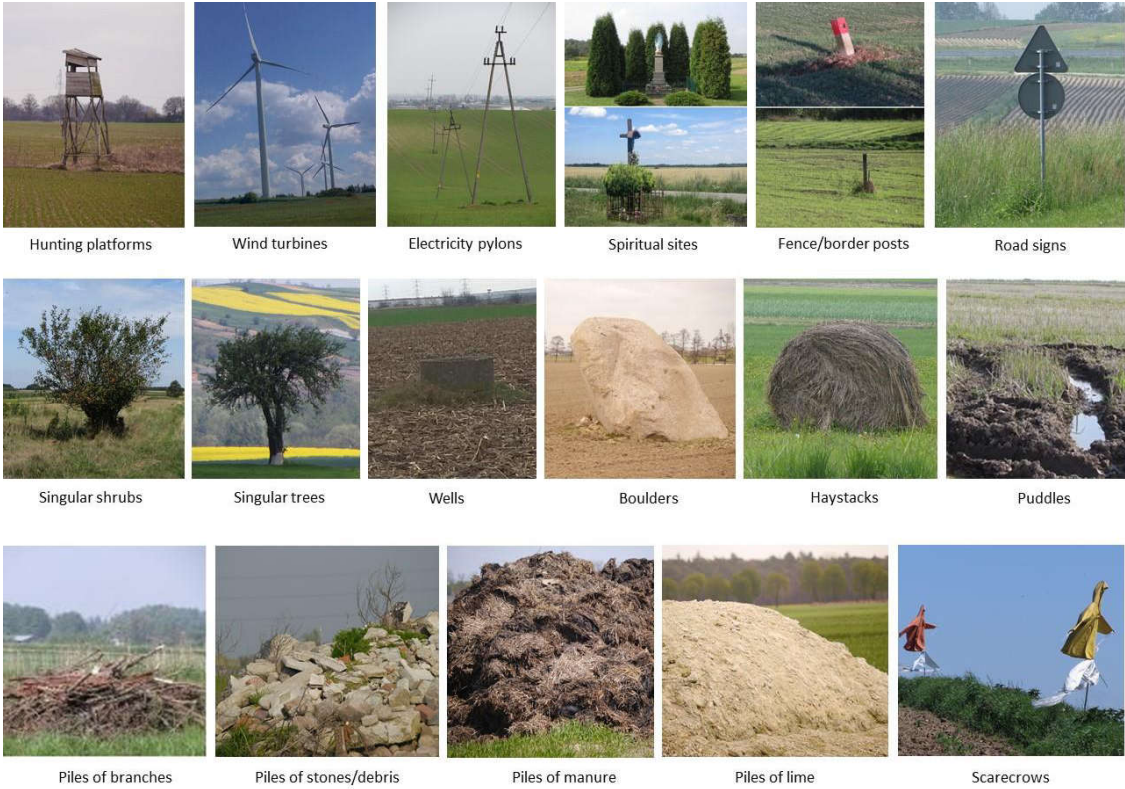 Hunting platforms
Wind turbines
Electricity pylons
Spiritual sites
Fence/border posts
Road signs
Singular shrubs
Singular trees
Wells
Boulders
Haystacks
Puddles
Piles of branches
Piles of stones/debris
Piles of manure
Piles of lime
Scarecrows